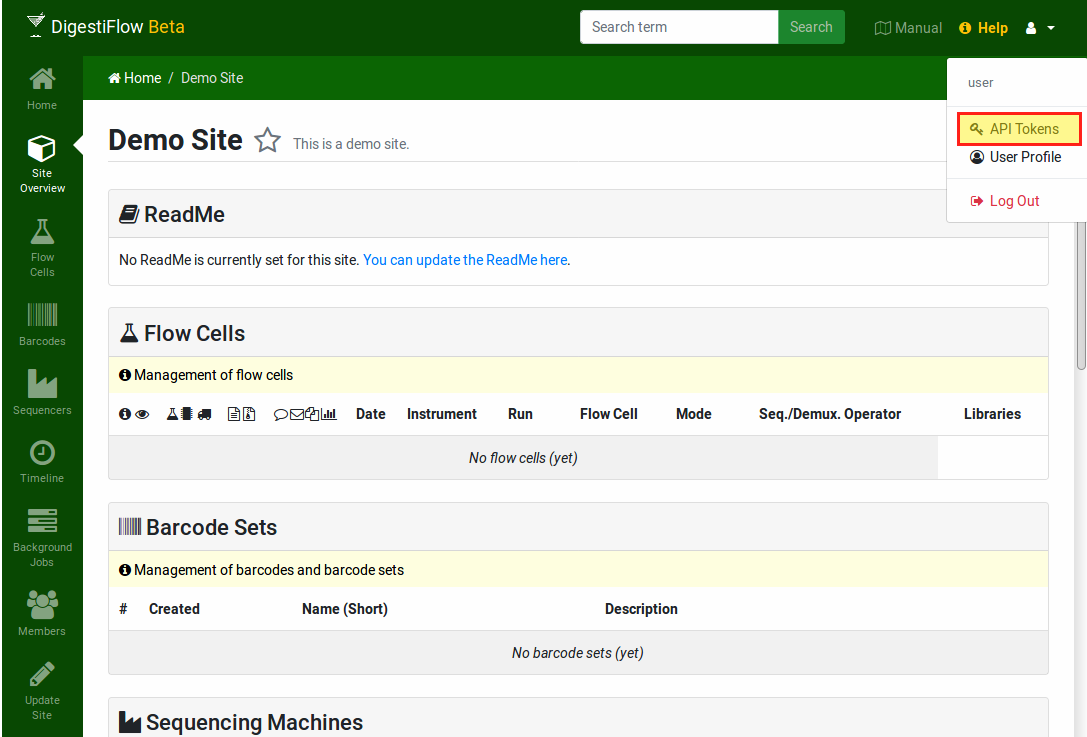 DigestiFlow Beta
Search term
Search
Manual
Help
Home / Demo Site
user
API Tokens
User Profile
Log Out
Home
Site
Overview
Flow
Cells
Barcodes
Sequencers
Timeline
Background
Jobs
Members
Update
Site
Demo Site
This is a demo site.
ReadMe
No ReadMe is currently set for this site. You can update the ReadMe here.
Flow Cells
Management of flow cells
Date Instrument Run Flow Cell Mode Seq./Demux. Operator Libraries
No flow cells (yet)
Barcode Sets
Management of barcodes and barcode sets
# Created Name (Short) Description
No barcode sets (yet)
Sequencing Machines